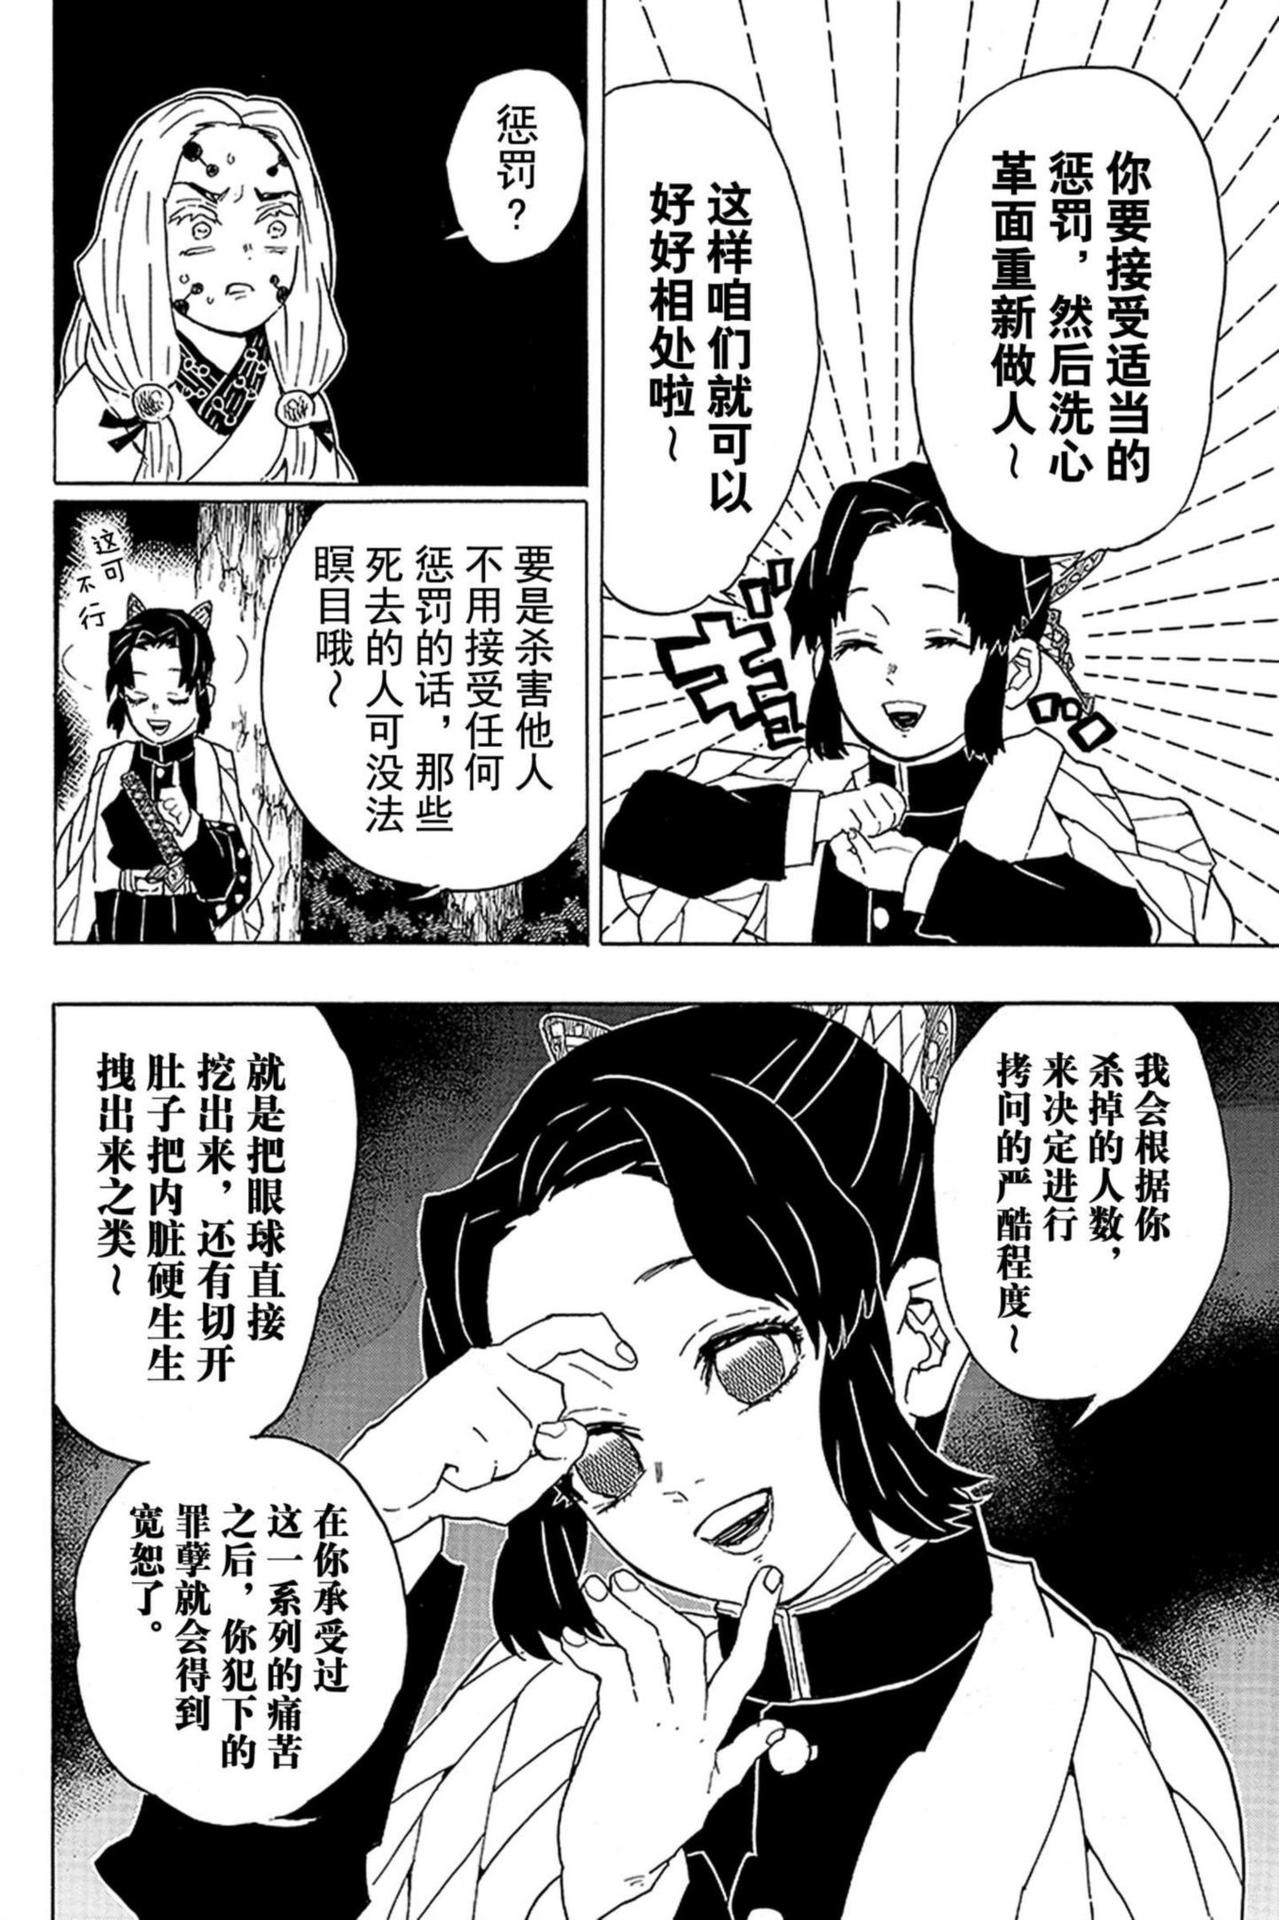 你要接受适当的
惩罚，然后洗心
革面重新做人～
这样咱们就可以
好好相处啦～
惩罚？
要是杀害他人
不用接受任何
惩罚的话，那些
死去的人可没法
瞑目哦～
这可
不行
我会根据你
杀掉的人数，
来决定进行
拷问的严酷程度～
就是把眼球直接
挖出来，还有切开
肚子把内脏硬生生
拽出来之类～
在你承受过
这一系列的痛苦
之后，你犯下的
罪孽就会得到
宽恕了。